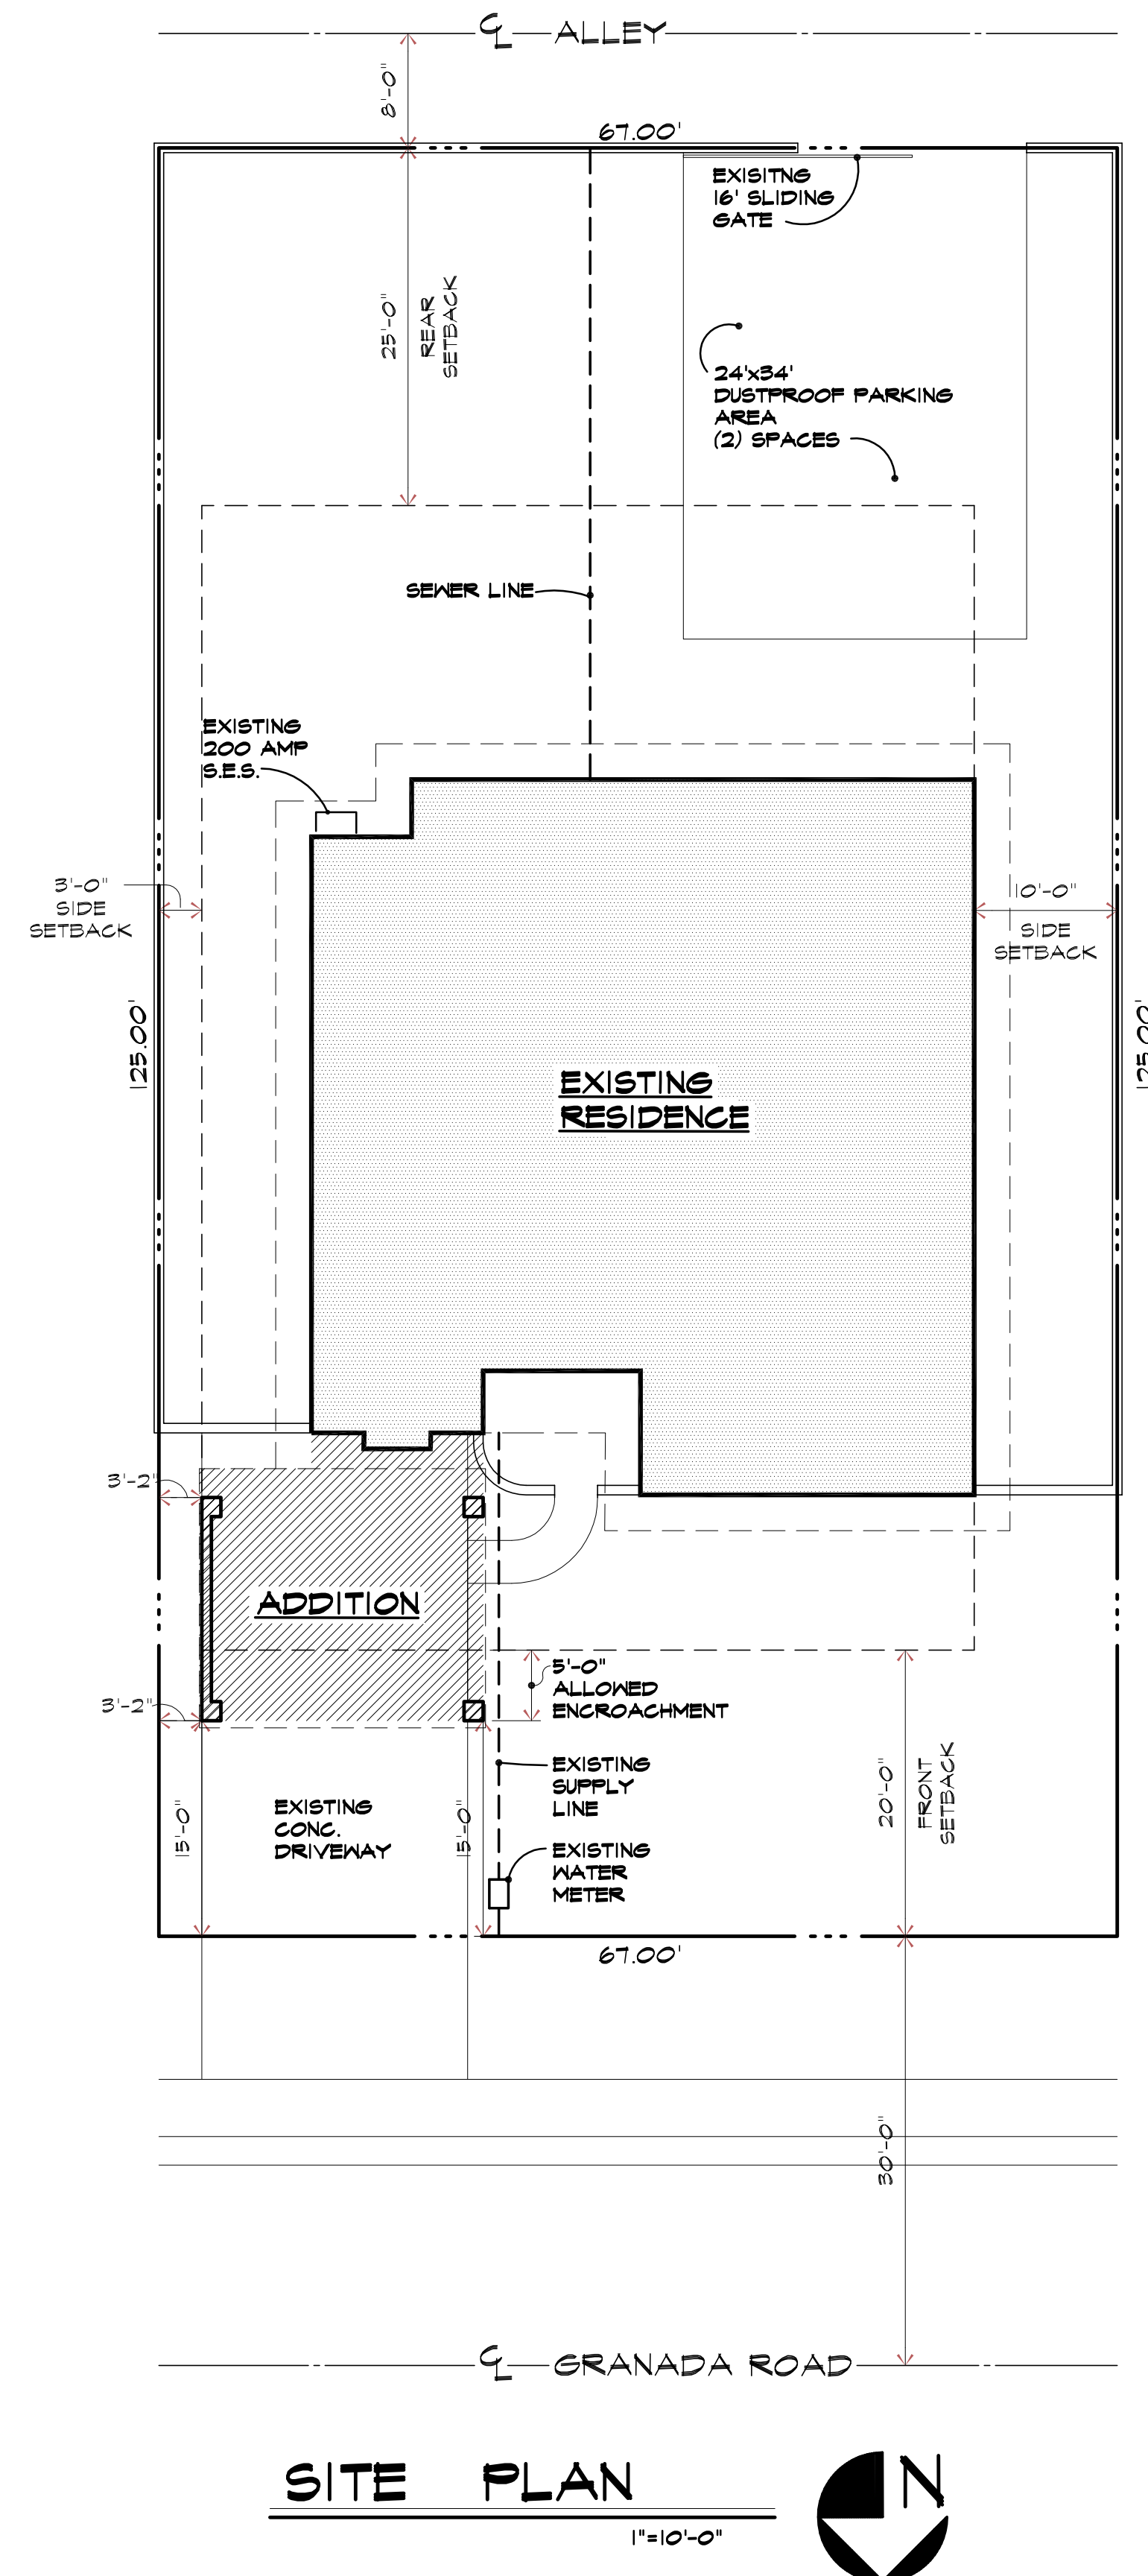 CL ALLEY
8'-0"
67.00'
EXISITNG
16' SLIDING
GATE
25'-0"
REAR
SETBACK
24'x34'
DUSTPROOF PARKING
AREA
(2) SPACES
SEWER LINE
EXISTING
200 AMP
S.E.S.
3'-0"
SIDE
SETBACK
10'-0"
SIDE
SETBACK
125.00'
125.00'
EXISTING
RESIDENCE
3'-2"
ADDITION
3'-2"
5'-0"
ALLOWED
ENCROACHMENT
EXISTING
SUPPLY
LINE
15'-0"
EXISTING
CONC.
DRIVEWAY
15'-0"
20'-0"
FRONT
SETBACK
EXISTING
WATER
METER
67.00'
30'-0"
CL GRANADA ROAD
SITE PLAN
1"=10'-0"
N